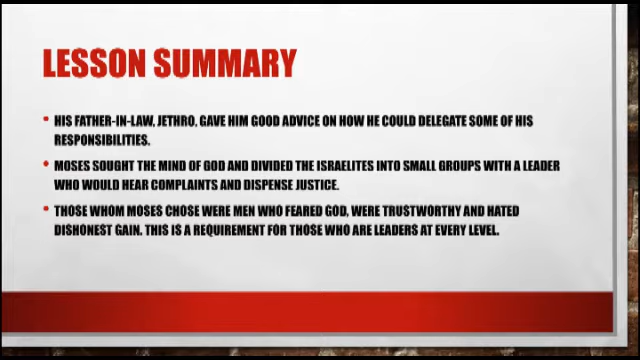 LESSON SUMMARY
• HIS FATHER-IN-LAW, JETHRO, GAVE HIM GOOD ADVICE ON HOW HE COULD DELEGATE SOME OF HIS
RESPONSIBILITIES.
• MOSES SOUGHT THE MIND OF GOD AND DIVIDED THE ISRAELITES INTO SMALL GROUPS WITH A LEADER
WHO WOULD HEAR COMPLAINTS AND DISPENSE JUSTICE.
• THOSE WHOM MOSES CHOSE WERE MEN WHO FEARED GOD, WERE TRUSTWORTHY AND HATED
DISHONEST GAIN. THIS IS A REQUIREMENT FOR THOSE WHO ARE LEADERS AT EVERY LEVEL.